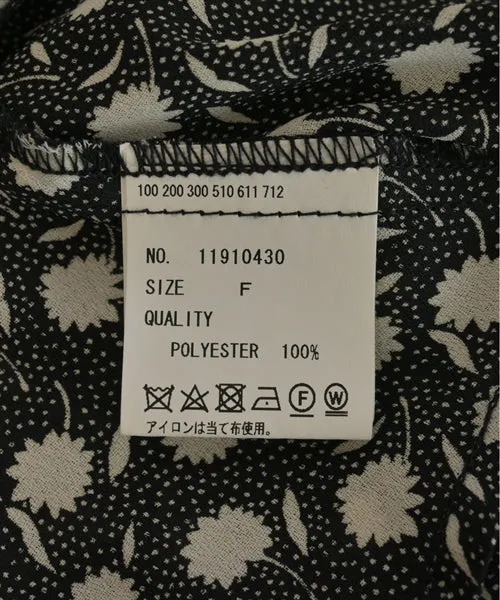 100 200 300 510 611 712
NO. 11910430
SIZE F
QUALITY
POLYESTER 100%
F W
アイロンは当て布使用。